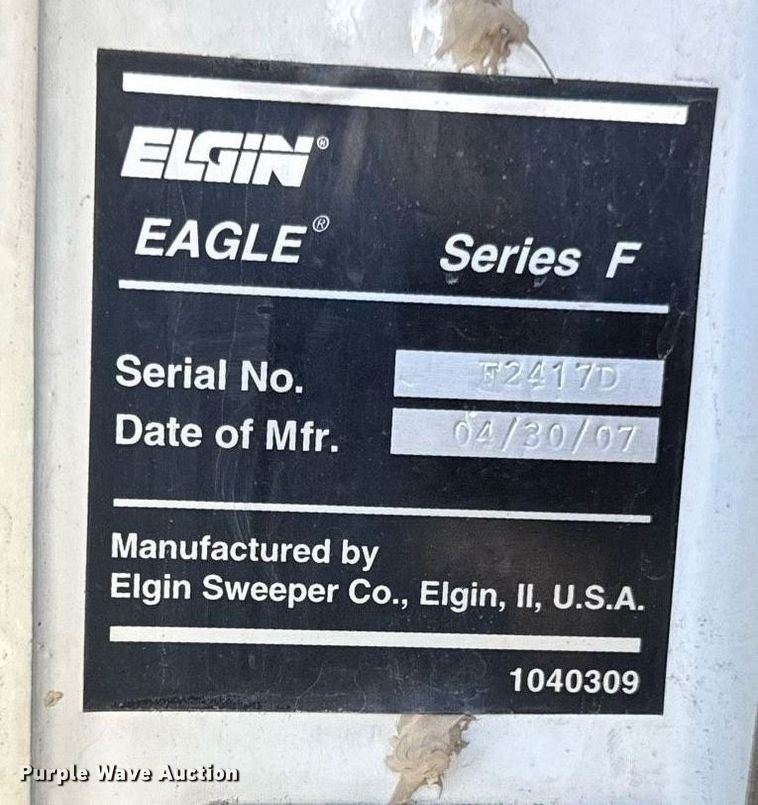 ELGIN®
EAGLE® Series F
Serial No. F2417D
Date of Mfr. 04/30/07
Manufactured by
Elgin Sweeper Co., Elgin, Il, U.S.A.
1040309
Purple Wave Auction